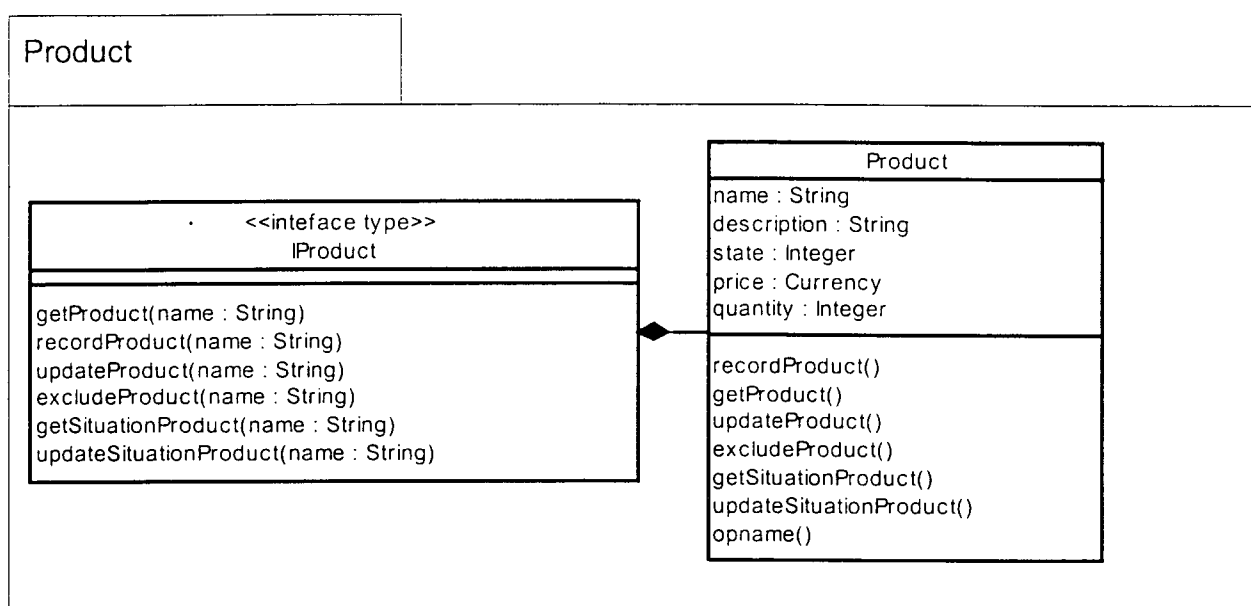 Product
<<inteface type>>
IProduct
getProduct(name : String)
recordProduct(name : String)
updateProduct(name : String)
excludeProduct(name : String)
getSituationProduct(name : String)
updateSituationProduct(name : String)
Product
name : String
description : String
state : Integer
price : Currency
quantity : Integer
recordProduct()
getProduct()
updateProduct()
excludeProduct()
getSituationProduct()
updateSituationProduct()
opname()